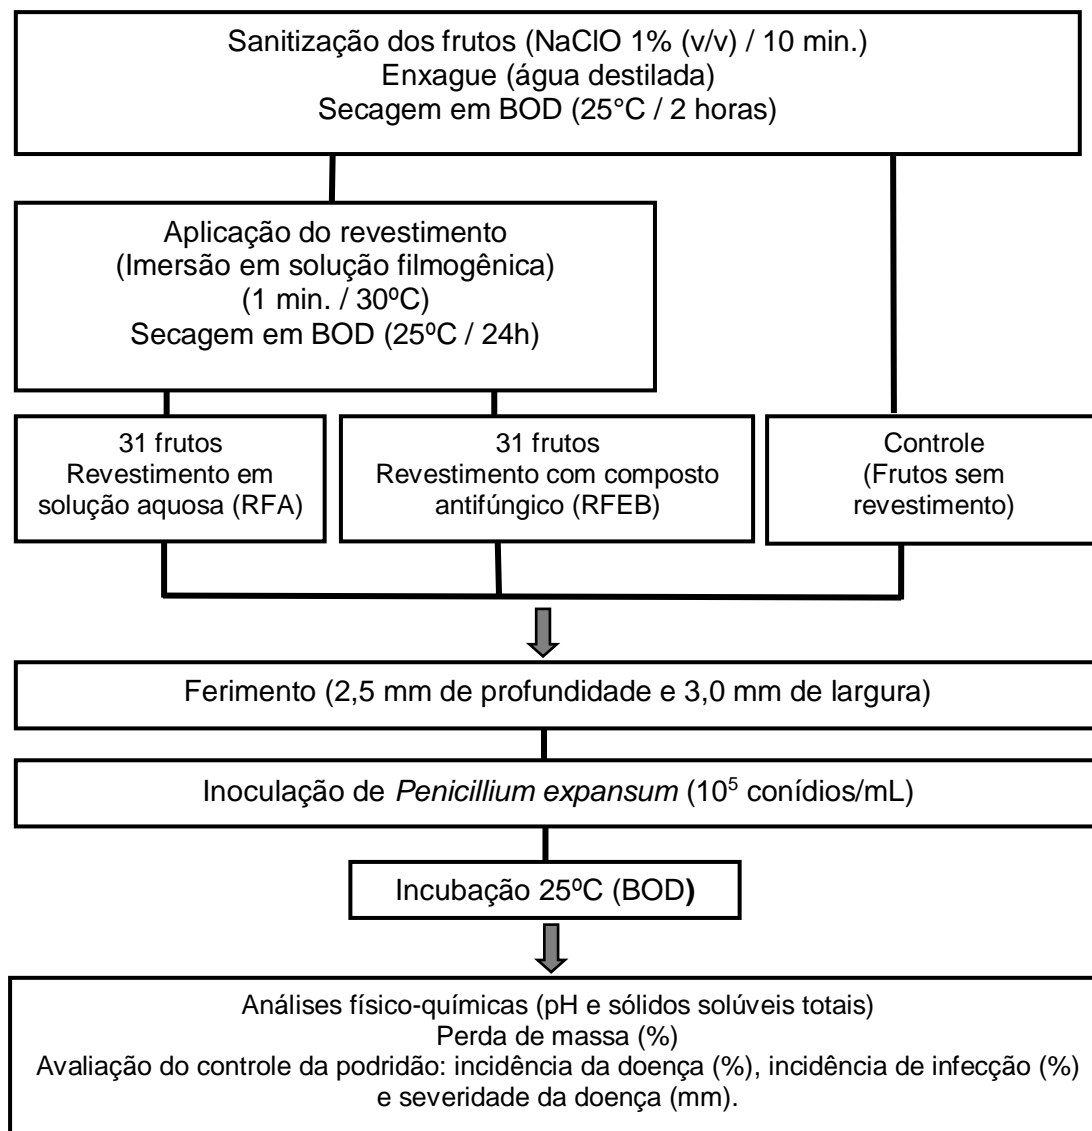 Sanitização dos frutos (NaClO 1% (v/v) / 10 min.)
Enxague (água destilada)
Secagem em BOD (25°C / 2 horas)
Aplicação do revestimento
(Imersão em solução filmogênica)
(1 min. / 30ºC)
Secagem em BOD (25ºC / 24h)
31 frutos
Revestimento em
solução aquosa (RFA)
31 frutos
Revestimento com composto
antifúngico (RFEB)
Controle
(Frutos sem
revestimento)
Ferimento (2,5 mm de profundidade e 3,0 mm de largura)
Inoculação de Penicillium expansum (10⁵ conídios/mL)
Incubação 25ºC (BOD)
Análises físico-químicas (pH e sólidos solúveis totais)
Perda de massa (%)
Avaliação do controle da podridão: incidência da doença (%), incidência de infecção (%)
e severidade da doença (mm).